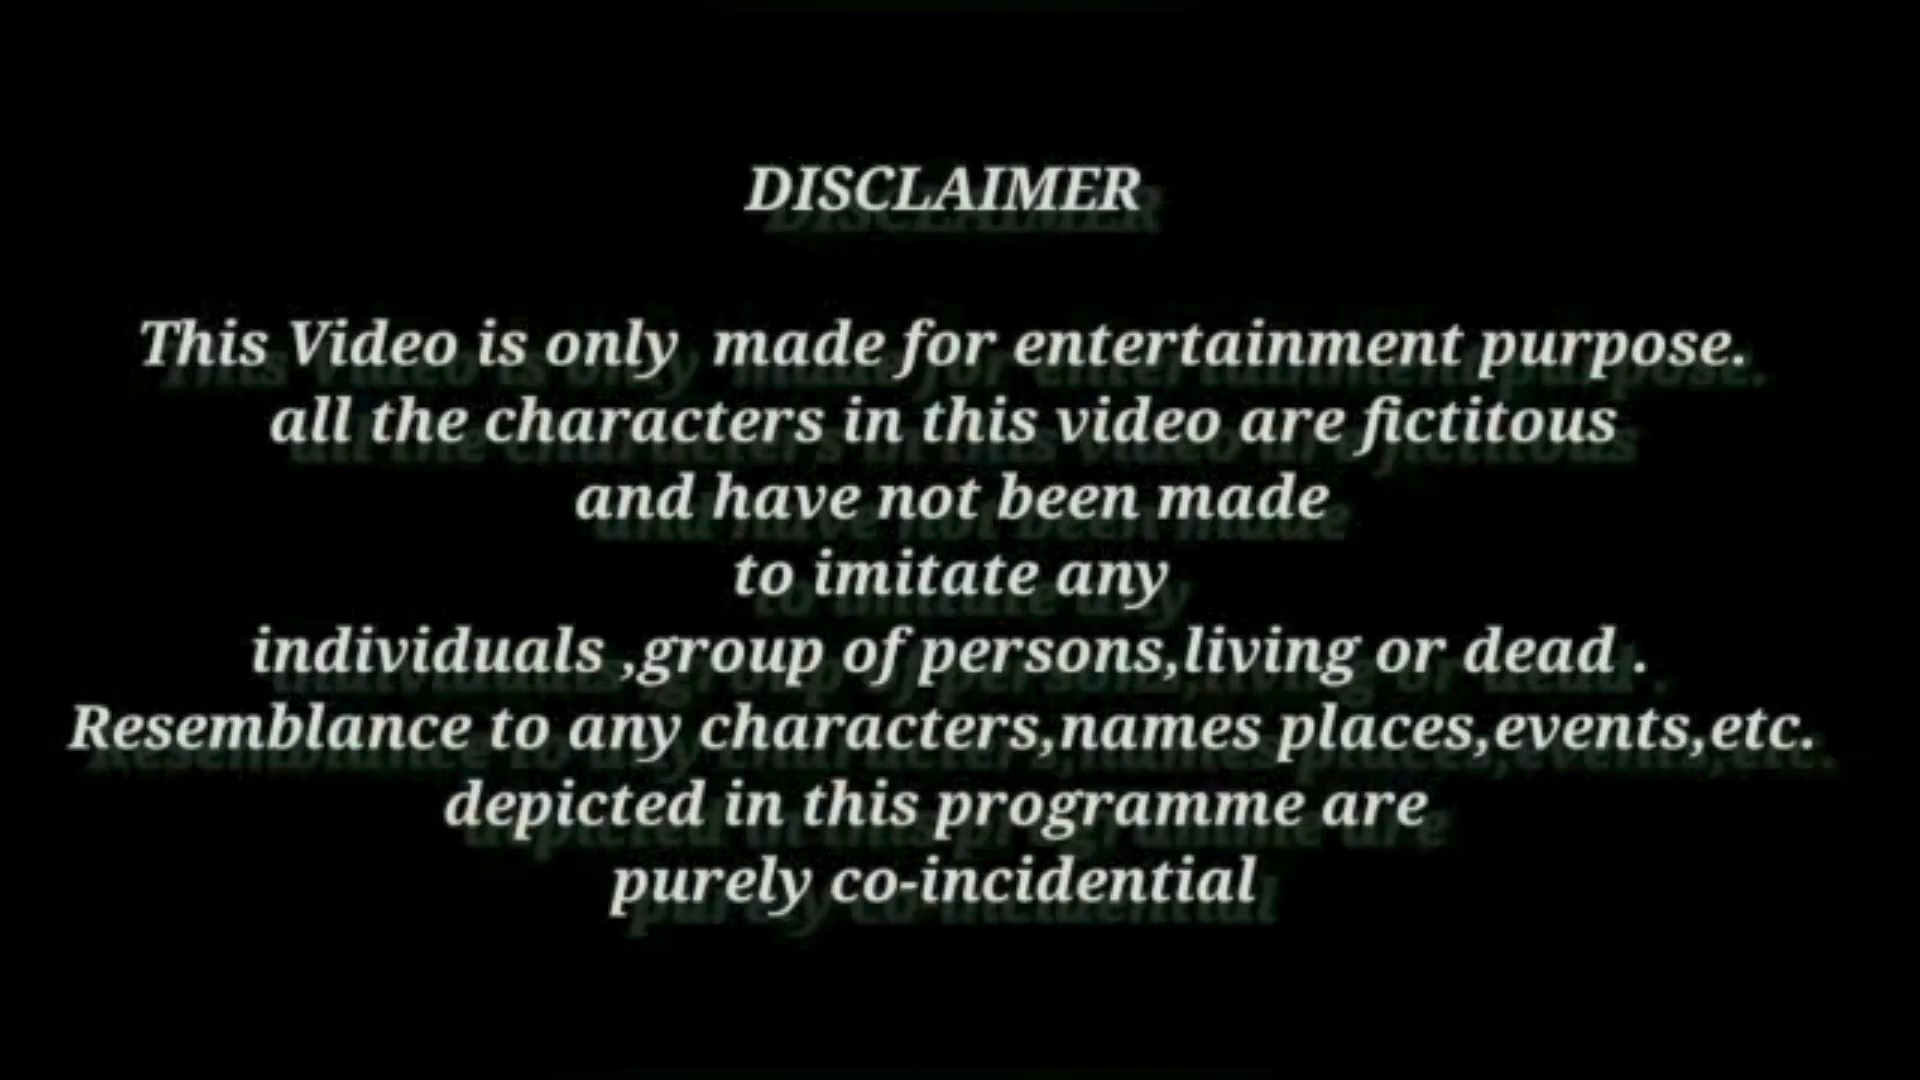 DISCLAIMER
This Video is only  made for entertainment purpose.
all the characters in this video are fictitous
and have not been made
to imitate any
individuals ,group of persons,living or dead .
Resemblance to any characters,names places,events,etc.
depicted in this programme are
purely co-incidential